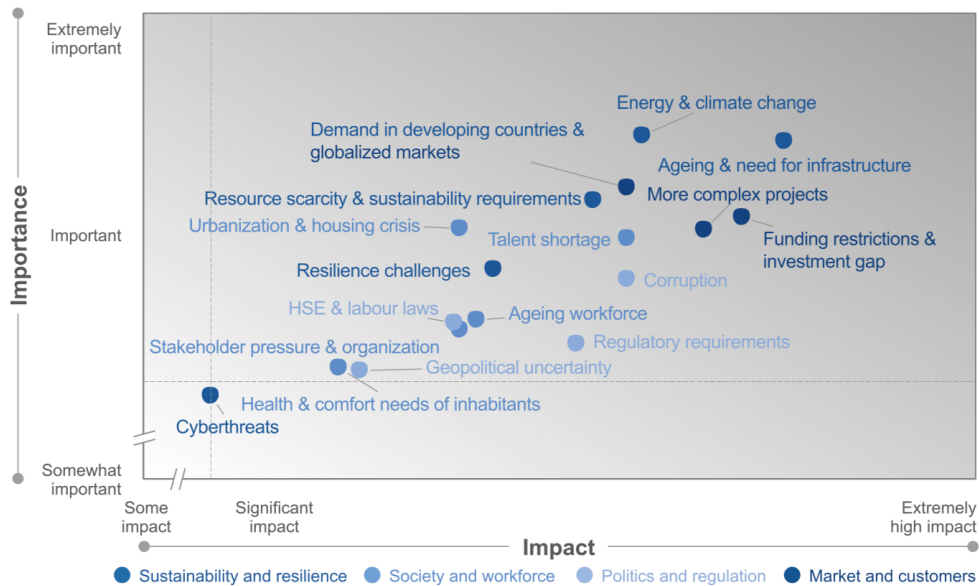 Extremely
important
Energy & climate change
Demand in developing countries &
globalized markets
Ageing & need for infrastructure
More complex projects
Resource scarcity & sustainability requirements
Urbanization & housing crisis
Talent shortage
Important
Funding restrictions &
investment gap
Resilience challenges
Corruption
Importance
HSE & labour laws
Ageing workforce
Stakeholder pressure & organization
Regulatory requirements
Geopolitical uncertainty
Health & comfort needs of inhabitants
Cyberthreats
Somewhat
important
Some
impact
Significant
impact
Extremely
high impact
Impact
Sustainability and resilience
Society and workforce
Politics and regulation
Market and customers